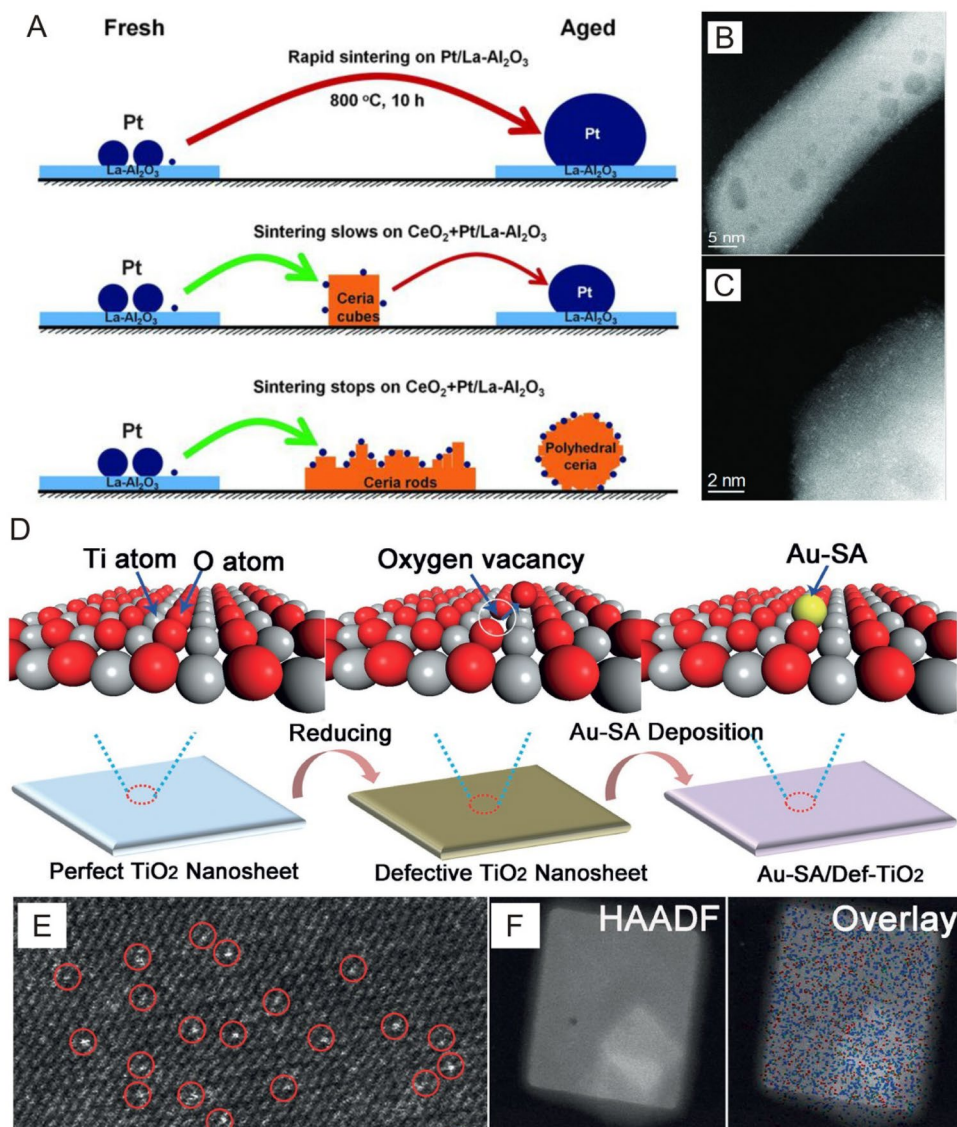 A
Fresh
Aged
Rapid sintering on Pt/La-Al₂O₃
800 °C, 10 h
Pt
Pt
La-Al₂O₃
La-Al₂O₃
Sintering slows on CeO₂+Pt/La-Al₂O₃
Pt
Ceria
cubes
Pt
La-Al₂O₃
La-Al₂O₃
Sintering stops on CeO₂+Pt/La-Al₂O₃
Pt
La-Al₂O₃
Ceria rods
Polyhedral
ceria
B
5 nm
C
2 nm
D
Ti atom
O atom
Oxygen vacancy
Au-SA
Reducing
Au-SA Deposition
Perfect TiO₂ Nanosheet
Defective TiO₂ Nanosheet
Au-SA/Def-TiO₂
E
F
HAADF
Overlay